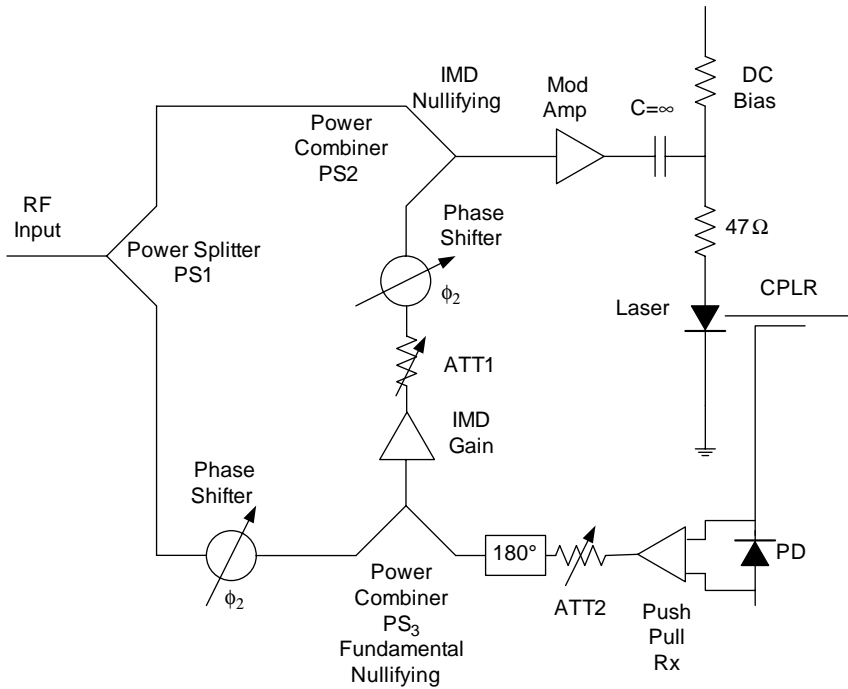 IMD
Nullifying
Mod
Amp
C=∞
DC
Bias
Power
Combiner
PS2
RF
Input
Power Splitter
PS1
Phase
Shifter
ϕ2
47Ω
Laser
CPLR
ATT1
IMD
Gain
Phase
Shifter
ϕ2
Power
Combiner
PS3
Fundamental
Nullifying
180°
ATT2
Push
Pull
Rx
PD